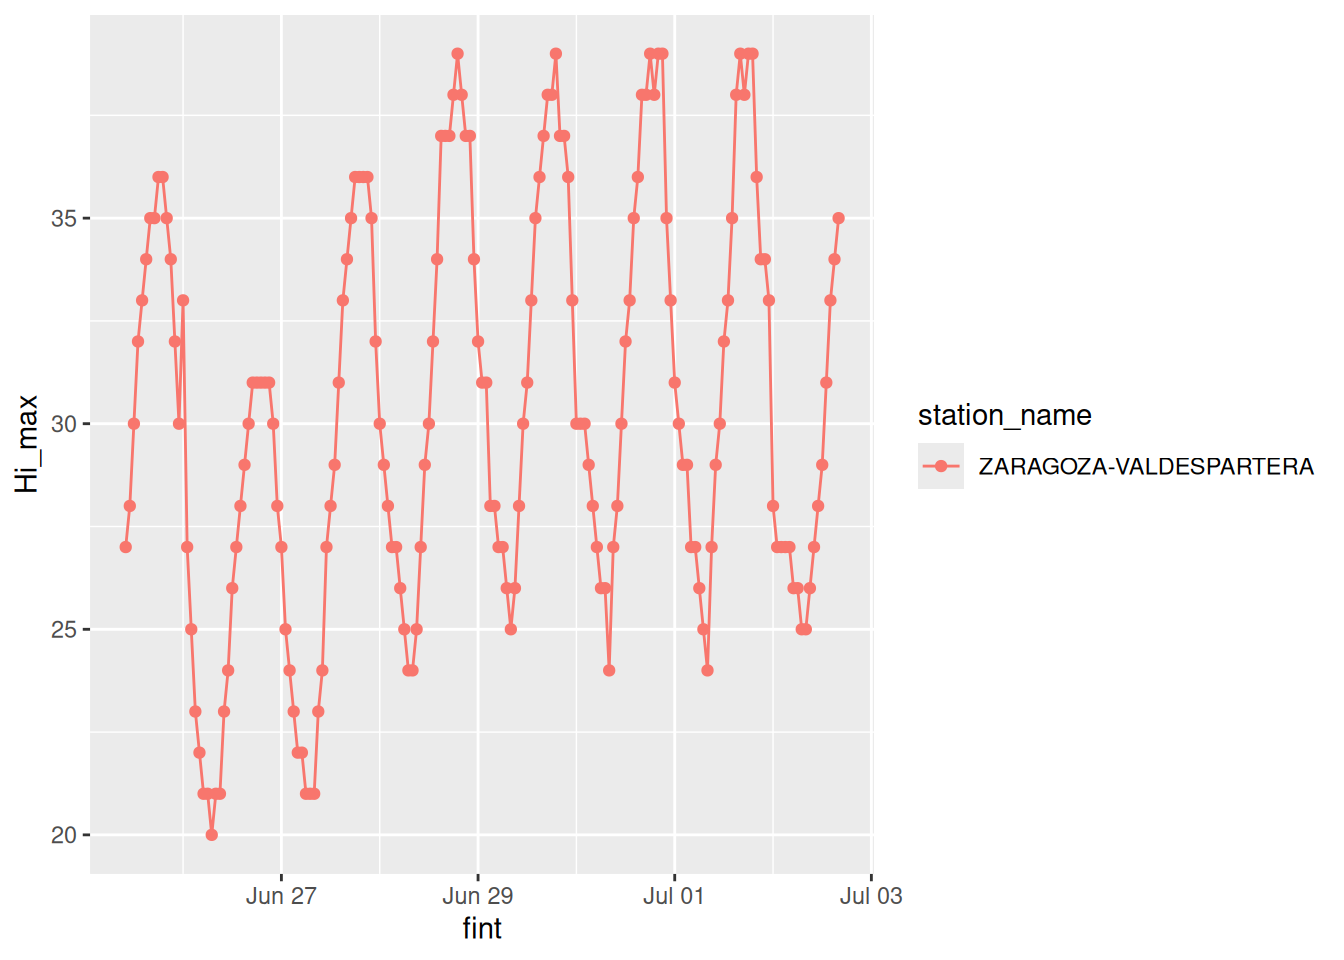 35
30
25
20
Hi_max
Jun 27
Jun 29
Jul 01
Jul 03
fint
station_name
ZARAGOZA-VALDESPARTERA